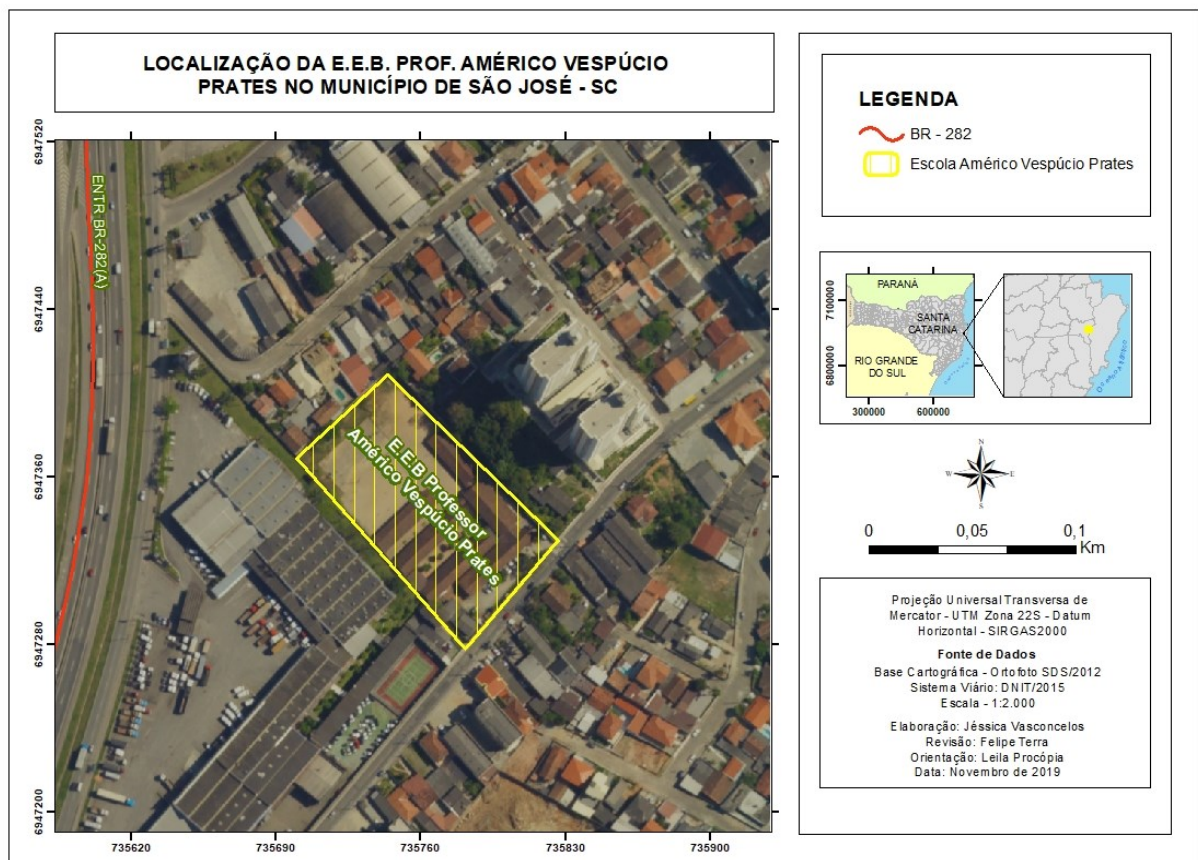 LOCALIZAÇÃO DA E.E.B. PROF. AMÉRICO VESPÚCIO
PRATES NO MUNICÍPIO DE SÃO JOSÉ - SC
6947520
6947440
6947360
6947280
6947200
735620
735690
735760
735830
735900
ENTR BR-282(A)
E.E.B Professor
Américo Vespúcio Prates
LEGENDA
BR - 282
Escola Américo Vespúcio Prates
PARANÁ
SANTA
CATARINA
RIO GRANDE
DO SUL
7100000
6800000
300000
600000
N
W
E
S
0
0,05
0,1
Km
Projeção Universal Transversa de
Mercator - UTM Zona 22S - Datum
Horizontal - SIRGAS2000
Fonte de Dados
Base Cartográfica - Ortofoto SDS/2012
Sistema Viário: DNIT/2015
Escala - 1:2.000
Elaboração: Jéssica Vasconcelos
Revisão: Felipe Terra
Orientação: Leila Procópia
Data: Novembro de 2019